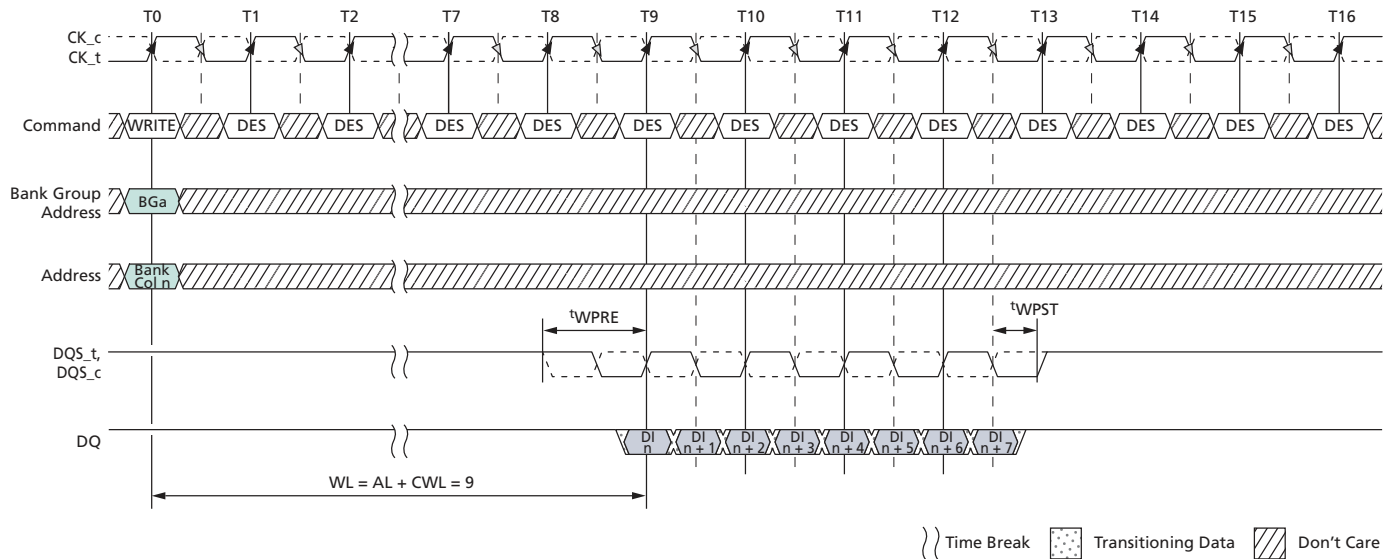 T0 T1 T2 T7 T8 T9 T10 T11 T12 T13 T14 T15 T16
CK_c
CK_t
Command WRITE DES DES DES DES DES DES DES DES DES DES DES DES
Bank Group
Address
BGa
Address
Bank
Col n
tWPRE
tWPST
DQS_t,
DQS_c
DQ
DI
n
DI
n + 1
DI
n + 2
DI
n + 3
DI
n + 4
DI
n + 5
DI
n + 6
DI
n + 7
WL = AL + CWL = 9
Time Break Transitioning Data Don't Care